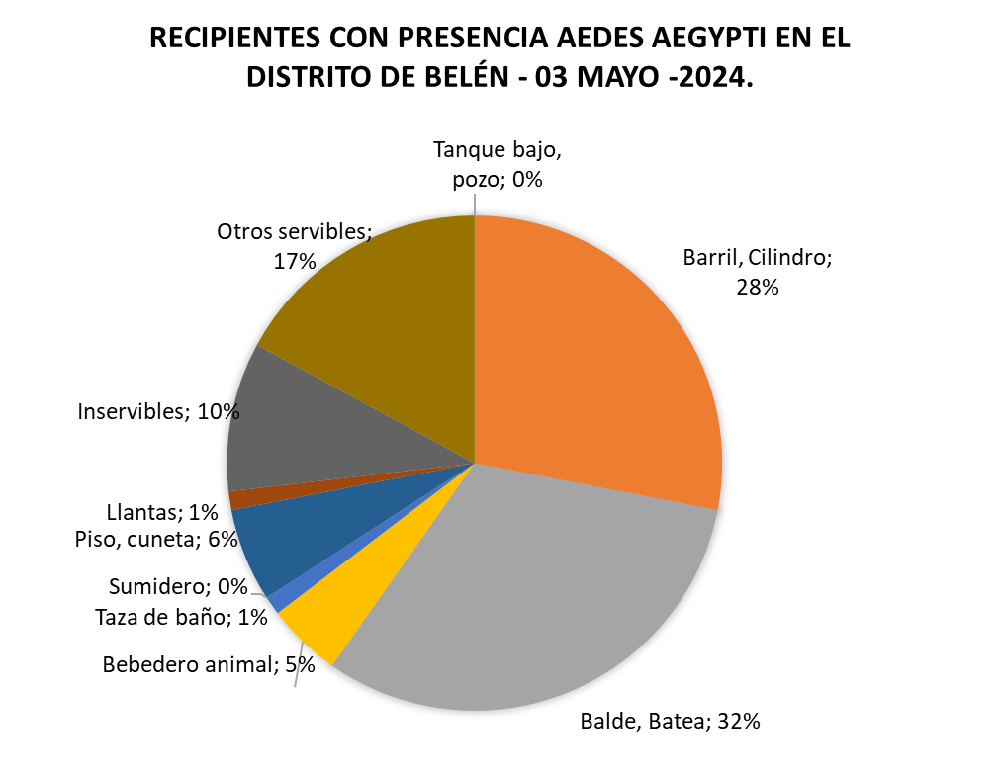 RECIPIENTES CON PRESENCIA AEDES AEGYPTI EN EL
DISTRITO DE BELÉN - 03 MAYO -2024.
Tanque bajo,
pozo; 0%
Otros servibles;
17%
Barril, Cilindro;
28%
Inservibles; 10%
Llantas; 1%
Piso, cuneta; 6%
Sumidero; 0%
Taza de baño; 1%
Bebedero animal; 5%
Balde, Batea; 32%